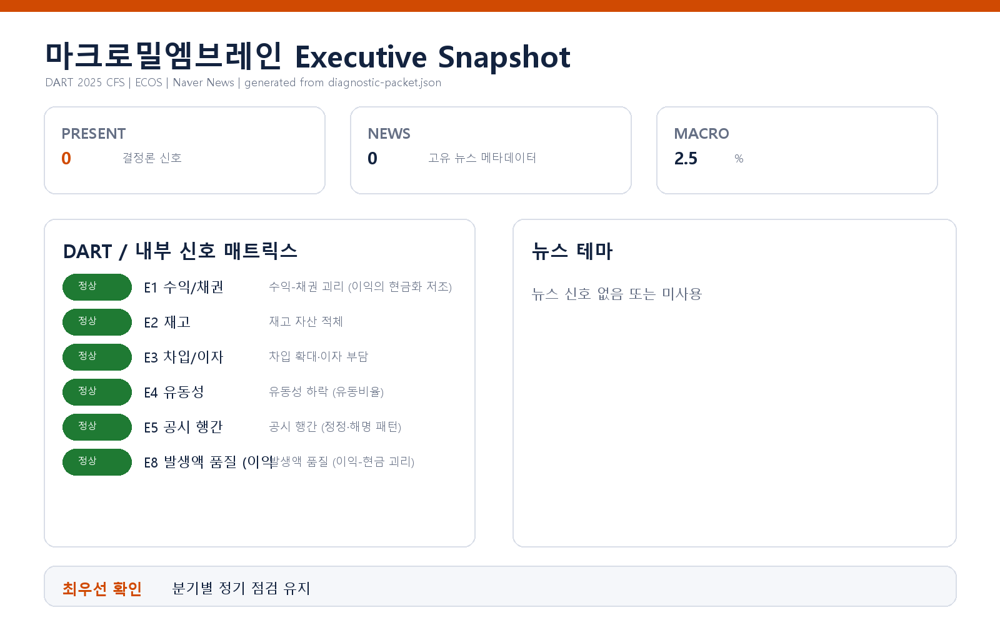 마크로밀엠브레인 Executive Snapshot
DART 2025 CFS | ECOS | Naver News | generated from diagnostic-packet.json
PRESENT
0 결정론 신호
NEWS
0 고유 뉴스 메타데이터
MACRO
2.5 %
DART / 내부 신호 매트릭스
정상 E1 수익/채권 수익-채권 괴리 (이익의 현금화 저조)
정상 E2 재고 재고 자산 적체
정상 E3 차입/이자 차입 확대·이자 부담
정상 E4 유동성 유동성 하락 (유동비율)
정상 E5 공시 행간 공시 행간 (정정·해명 패턴)
정상 E8 발생액 품질 (이익 발생액 품질 (이익-현금 괴리)
뉴스 테마
뉴스 신호 없음 또는 미사용
최우선 확인 분기별 정기 점검 유지